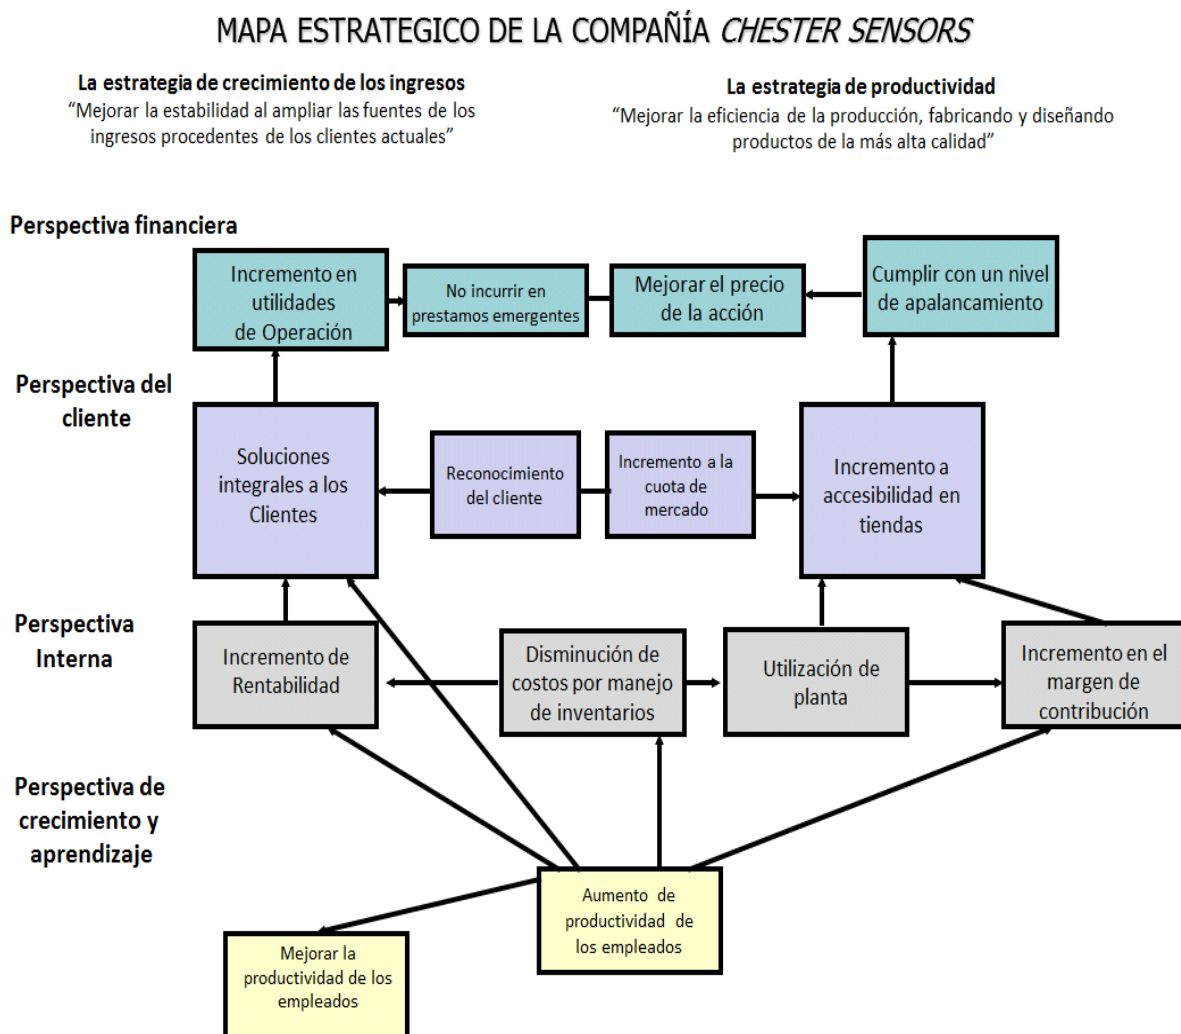 MAPA ESTRATEGICO DE LA COMPAÑÍA CHESTER SENSORS
La estrategia de crecimiento de los ingresos
“Mejorar la estabilidad al ampliar las fuentes de los
ingresos procedentes de los clientes actuales”
La estrategia de productividad
“Mejorar la eficiencia de la producción, fabricando y diseñando
productos de la más alta calidad”
Perspectiva financiera
Incremento en
utilidades
de Operación
No incurrir en
prestamos emergentes
Mejorar el precio
de la acción
Cumplir con un nivel
de apalancamiento
Perspectiva del
cliente
Soluciones
integrales a los
Clientes
Reconocimiento
del cliente
Incremento a la
cuota de
mercado
Incremento a
accesibilidad en
tiendas
Perspectiva
Interna
Incremento de
Rentabilidad
Disminución de
costos por manejo
de inventarios
Utilización de
planta
Incremento en el
margen de
contribución
Perspectiva de
crecimiento y
aprendizaje
Aumento de
productividad de
los empleados
Mejorar la
productividad de los
empleados